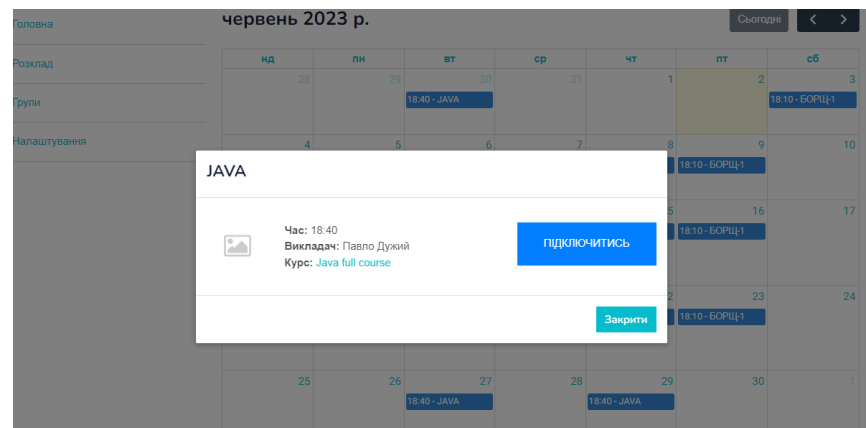 Головна
Розклад
Групи
Налаштування
червень 2023 р.
Сьогодні
нд пн вт ср чт пт сб
28 29 30 31 1 2 3
18:40 - JAVA 18:10 - БОРЩ-1
4 5 6 7 8 9 10
18:10 - БОРЩ-1
JAVA
5 16 17
18:10 - БОРЩ-1
Час: 18:40
Викладач: Павло Дужий
Курс: Java full course
ПІДКЛЮЧИТИСЬ
2 23 24
18:10 - БОРЩ-1
Закрити
25 26 27 28 29 30 1
18:40 - JAVA 18:40 - JAVA